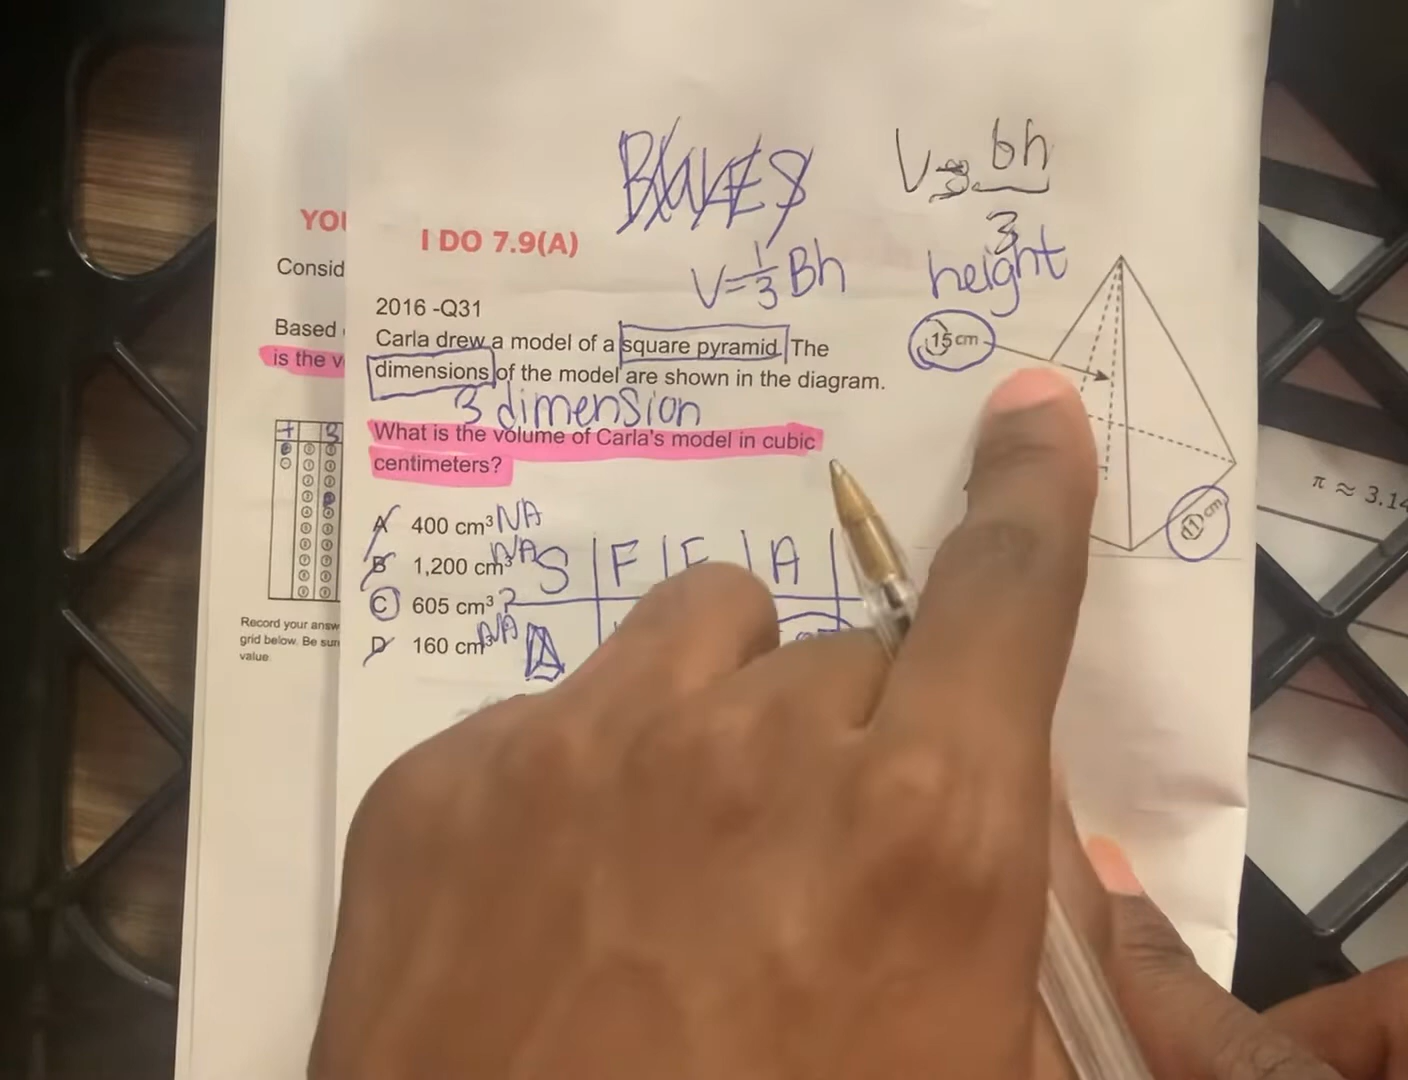 V = bh
3
V=1/3 Bh
height
I DO 7.9(A)
2016 -Q31
Carla drew a model of a square pyramid. The
dimensions of the model are shown in the diagram.
3 dimension
What is the volume of Carla's model in cubic
centimeters?
A 400 cm³ NA
B 1,200 cm³ NA
C 605 cm³ ?
D 160 cm³ NA
S F F A
15 cm
11 cm
YOU
Consid
Based
is the v
+ 3
Record your answ
grid below. Be sure
value.
π ≈ 3.14